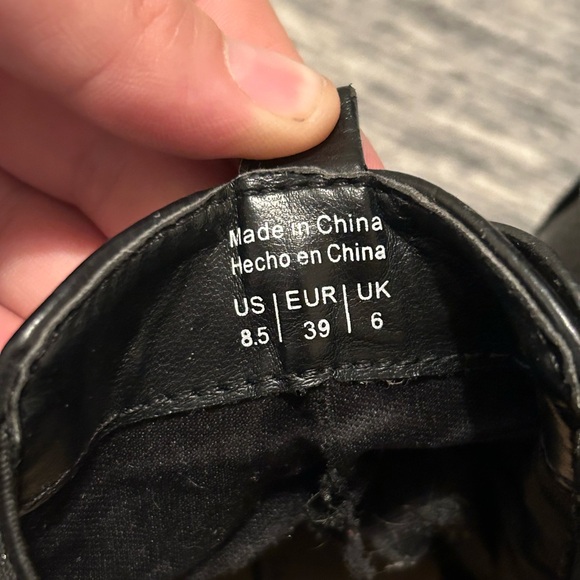 Made in China
Hecho en China
US | EUR | UK
8.5 | 39 | 6